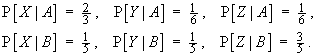 P[X | A] = 2/3, P[Y | A] = 1/6, P[Z | A] = 1/6,
P[X | B] = 1/5, P[Y | B] = 1/5, P[Z | B] = 3/5.